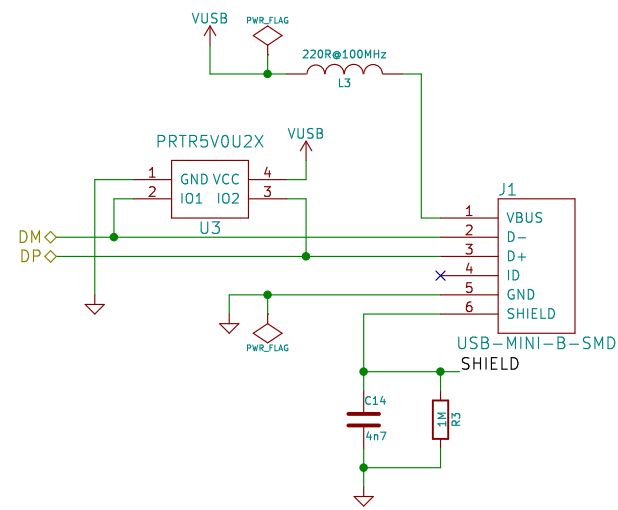 VUSB
PWR_FLAG
220R@100MHz
L3
PRTR5V0U2X
VUSB
1 GND VCC 4
2 IO1 IO2 3
U3
J1
1 VBUS
DM
2 D-
DP
3 D+
4 ID
5 GND
6 SHIELD
PWR_FLAG
USB-MINI-B-SMD
SHIELD
C14
4n7
1M
R3